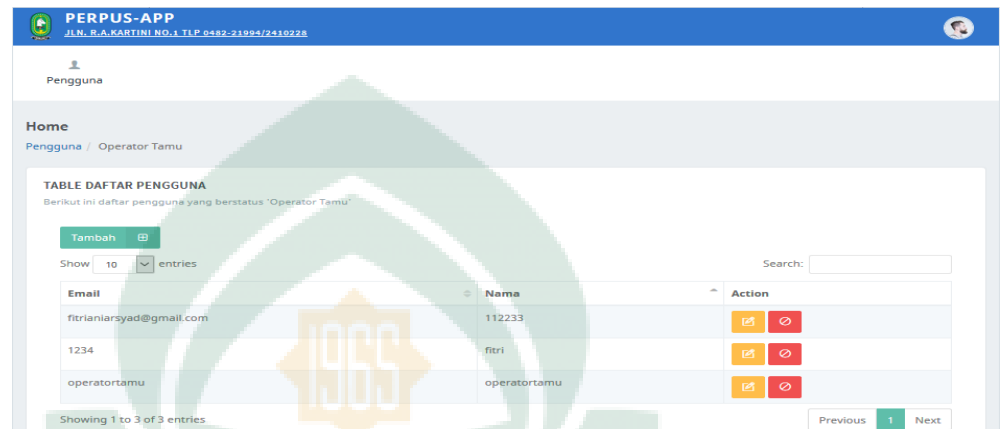 PERPUS-APP
JLN. R.A.KARTINI NO.1 TLP 0482-21994/2410228
Pengguna
Home
Pengguna / Operator Tamu
TABLE DAFTAR PENGGUNA
Berikut ini daftar pengguna yang berstatus 'Operator Tamu'
Tambah
Show 10 entries
Search:
Email Nama Action
fitrianiarsyad@gmail.com 112233
1234 fitri
operatortamu operatortamu
1965
Showing 1 to 3 of 3 entries
Previous 1 Next